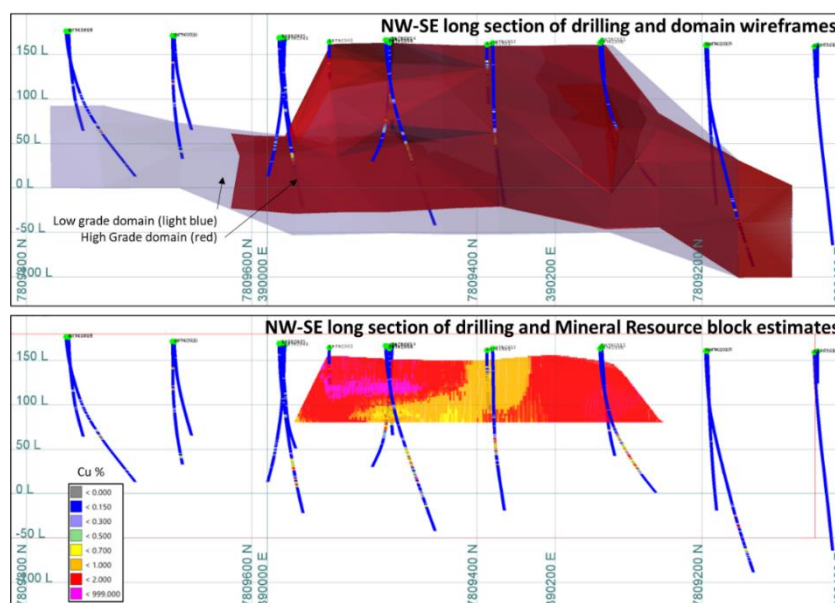 NW-SE long section of drilling and domain wireframes
150 L
100 L
50 L
0 L
-50 L
Low grade domain (light blue)
High Grade domain (red)
7809600 N
390000 E
7809400 N
390200 E
7809200 N
NW-SE long section of drilling and Mineral Resource block estimates
150 L
100 L
50 L
0 L
-50 L
Cu %
< 0.000
< 0.150
< 0.300
< 0.500
< 0.700
< 1.000
< 2.000
< 999.000
7809600 N
390000 E
7809400 N
390200 E
7809200 N